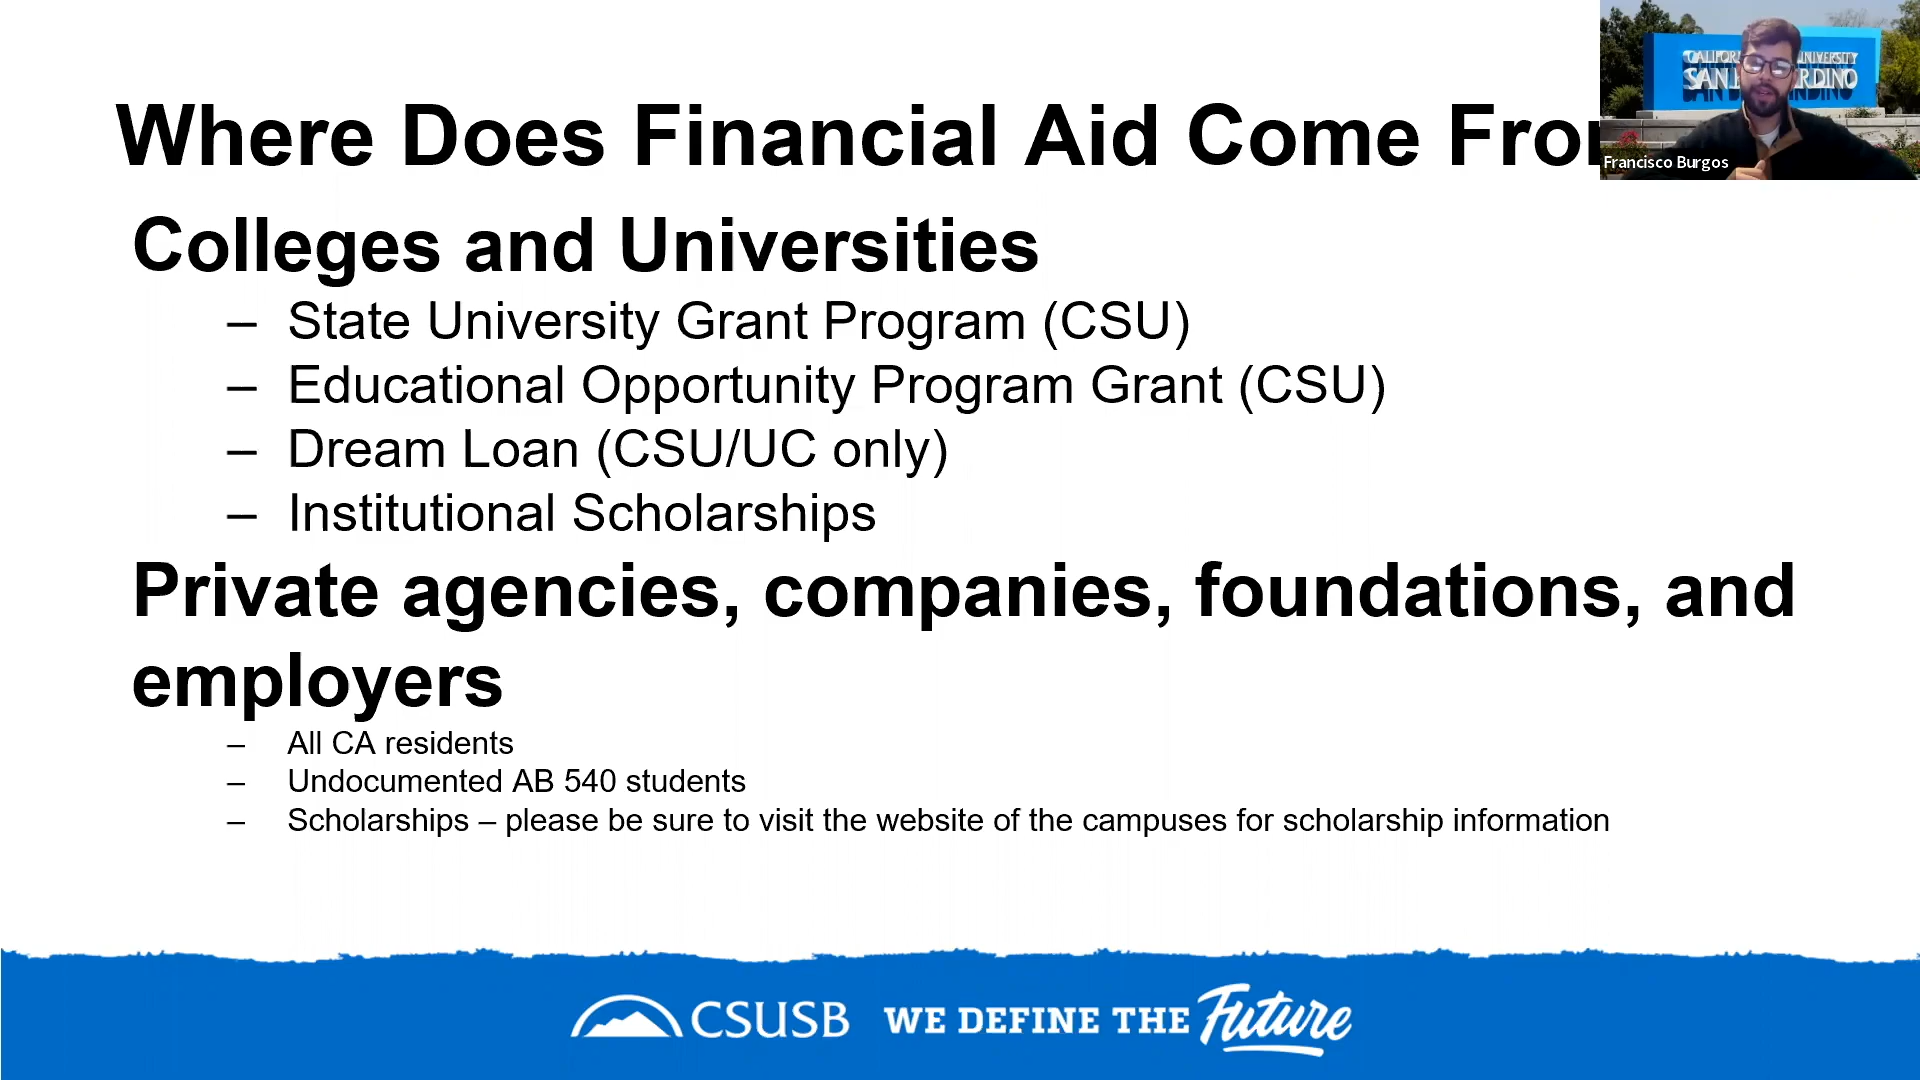 Where Does Financial Aid Come
Francisco Burgos
Colleges and Universities
– State University Grant Program (CSU)
– Educational Opportunity Program Grant (CSU)
– Dream Loan (CSU/UC only)
– Institutional Scholarships
Private agencies, companies, foundations, and
employers
– All CA residents
– Undocumented AB 540 students
– Scholarships – please be sure to visit the website of the campuses for scholarship information
CSUSB WE DEFINE THE Future